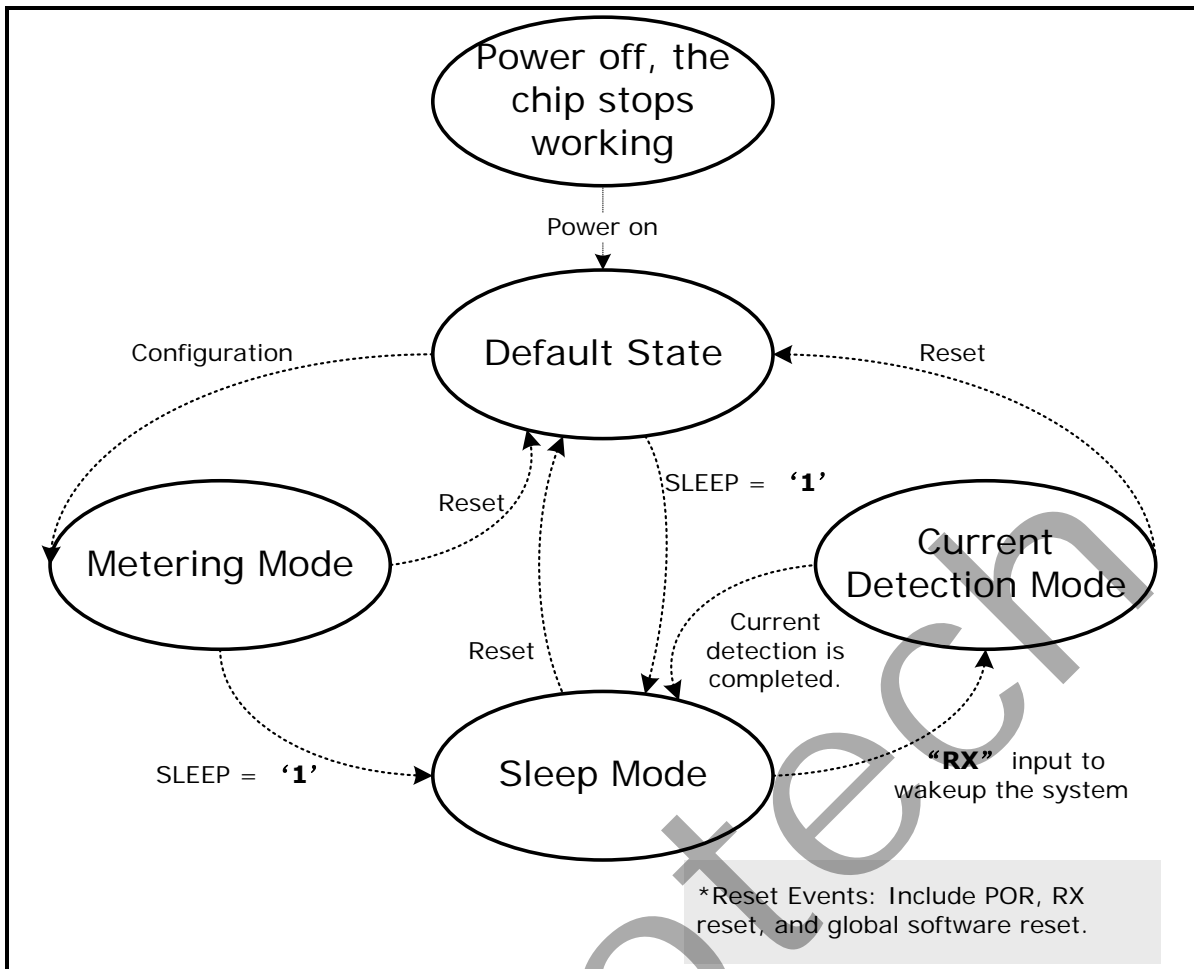 Power off, the
chip stops
working
Power on
Default State
Configuration
Reset
Reset
SLEEP = ‘1’
Metering Mode
Current
Detection Mode
Reset
Current
detection is
completed.
SLEEP = ‘1’
Sleep Mode
“RX” input to
wakeup the system
*Reset Events: Include POR, RX
reset, and global software reset.
otech